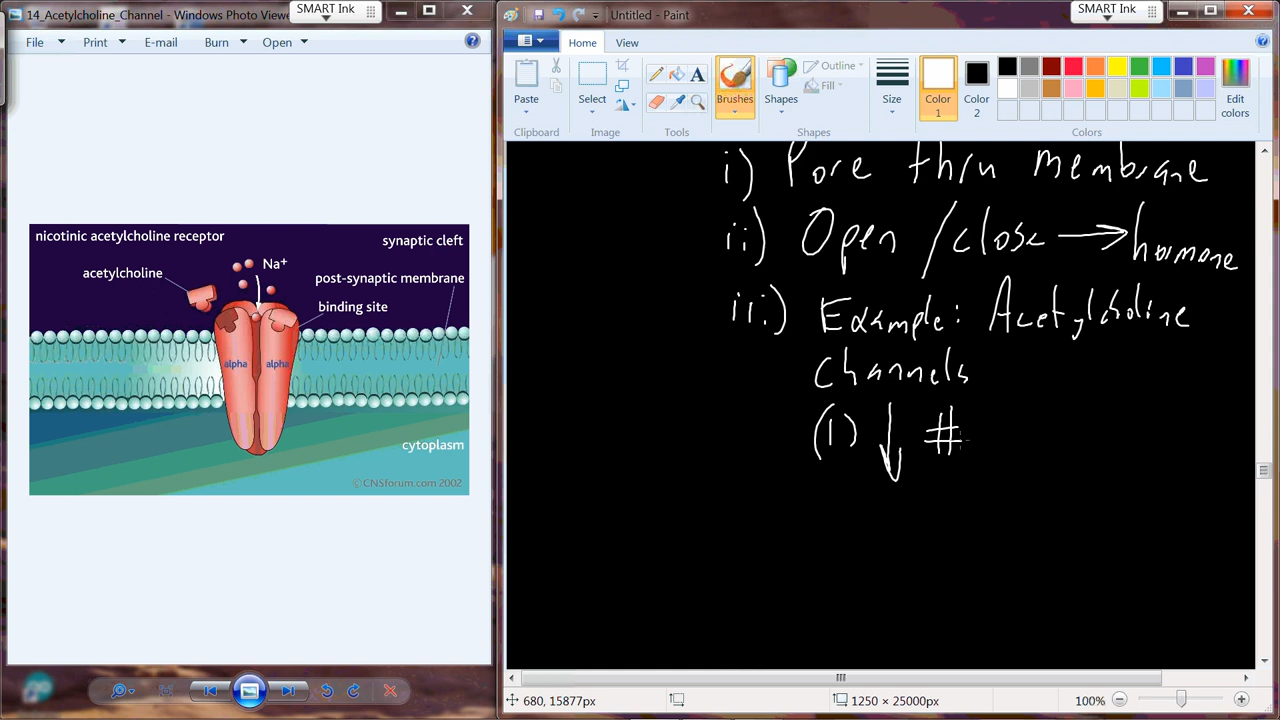 14_Acetylcholine_Channel - Windows Photo Viewe
SMART Ink
File Print E-mail Burn Open
nicotinic acetylcholine receptor
synaptic cleft
Na+
acetylcholine
post-synaptic membrane
binding site
alpha alpha
cytoplasm
© CNSforum.com 2002
Untitled - Paint
SMART Ink
Home View
Paste
Select
Brushes
Shapes
Outline
Fill
Size
Color 1
Color 2
Edit colors
Clipboard Image Tools Shapes Colors
i) Pore thru membrane
ii) Open /close → hormone
iii.) Example: Acetylcholine
channels
(1) ↓ #
680, 15877px
1250 × 25000px
100%